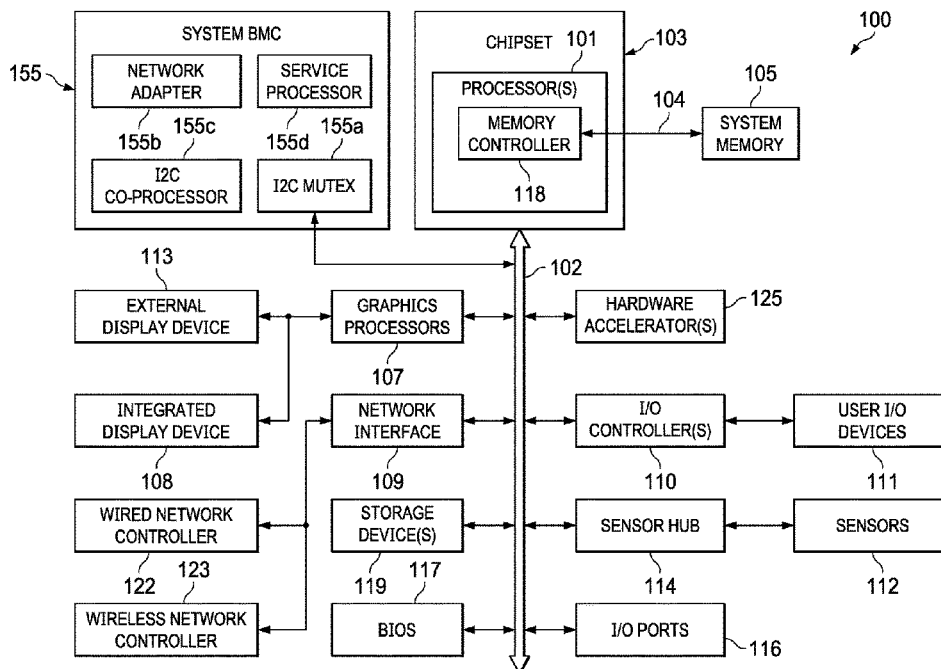 SYSTEM BMC
155
NETWORK
ADAPTER
155b
SERVICE
PROCESSOR
155d
155c
I2C
CO-PROCESSOR
155a
I2C MUTEX
CHIPSET
101
103
PROCESSOR(S)
MEMORY
CONTROLLER
118
104
105
SYSTEM
MEMORY
100
102
113
EXTERNAL
DISPLAY DEVICE
GRAPHICS
PROCESSORS
107
HARDWARE
ACCELERATOR(S)
125
INTEGRATED
DISPLAY DEVICE
108
NETWORK
INTERFACE
109
I/O
CONTROLLER(S)
110
USER I/O
DEVICES
111
WIRED NETWORK
CONTROLLER
122
STORAGE
DEVICE(S)
119
SENSOR HUB
114
SENSORS
112
123
WIRELESS NETWORK
CONTROLLER
117
BIOS
I/O PORTS
116